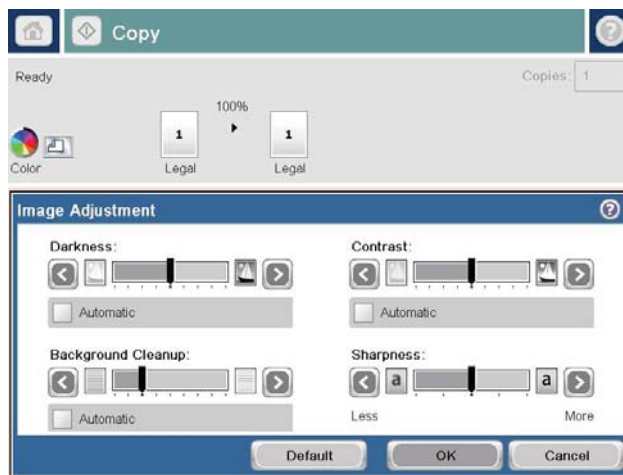 Copy
Ready
Copies: 1
100%
1
1
Color
Legal
Legal
Image Adjustment
Darkness:
Contrast:
Automatic
Automatic
Background Cleanup:
Sharpness:
a
a
Automatic
Less
More
Default
OK
Cancel